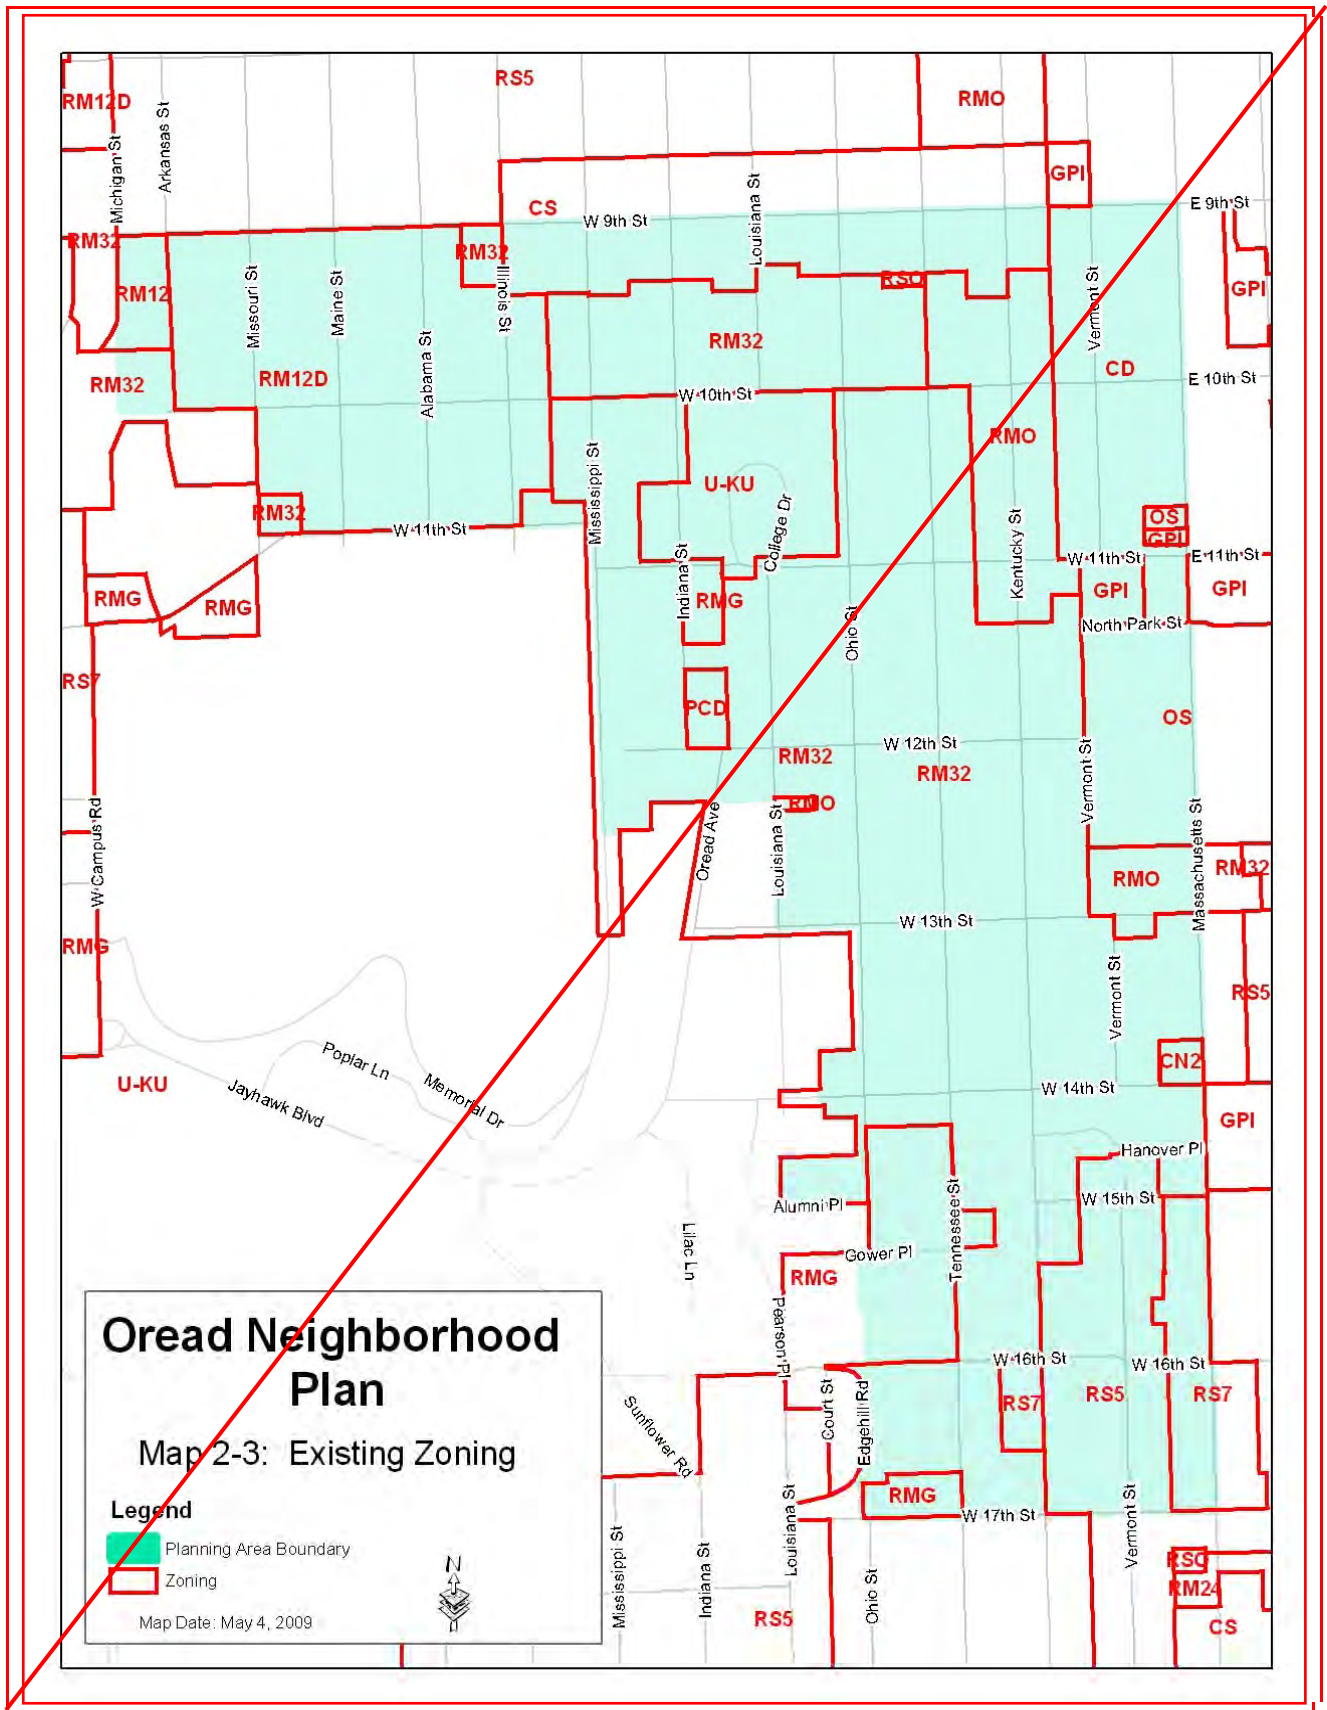 RS5
RM12D
RMO
Michigan St
Arkansas St
GPI
Louisiana St
CS
W 9th St
E 9th St
RM32
RM32
RM12
Missouri St
Maine St
Illinois St
RSO
Vermont St
GPI
Alabama St
RM32
CD
RM32
RM12D
W 10th St
E 10th St
RMO
Mississippi St
U-KU
College Dr
OS
RM32
W 11th St
GPI
Kentucky St
W 11th St
E 11th St
Indiana St
RMG
RMG
RMG
GPI
GPI
Ohio St
North Park St
RS7
PCD
OS
W 12th St
RM32
RM32
Vermont St
RMO
W Campus Rd
Oread Ave
Louisiana St
Massachusetts St
RMO
RM32
W 13th St
RMG
Vermont St
RS5
CN2
Poplar Ln
U-KU
Memorial Dr
W 14th St
Jayhawk Blvd
GPI
Hanover Pl
Alumni Pl
Tennessee St
W 15th St
Lilac Ln
Gower Pl
RMG
Pearson Pl
Oread Neighborhood
Plan
W 16th St
W 16th St
Court St
Edgehill Rd
RS7
RS5
RS7
Sunflower Rd
Map 2-3: Existing Zoning
RMG
Legend
W 17th St
Louisiana St
Vermont St
Planning Area Boundary
Mississippi St
Indiana St
Ohio St
N
Zoning
RSO
RM24
Map Date: May 4, 2009
RS5
CS